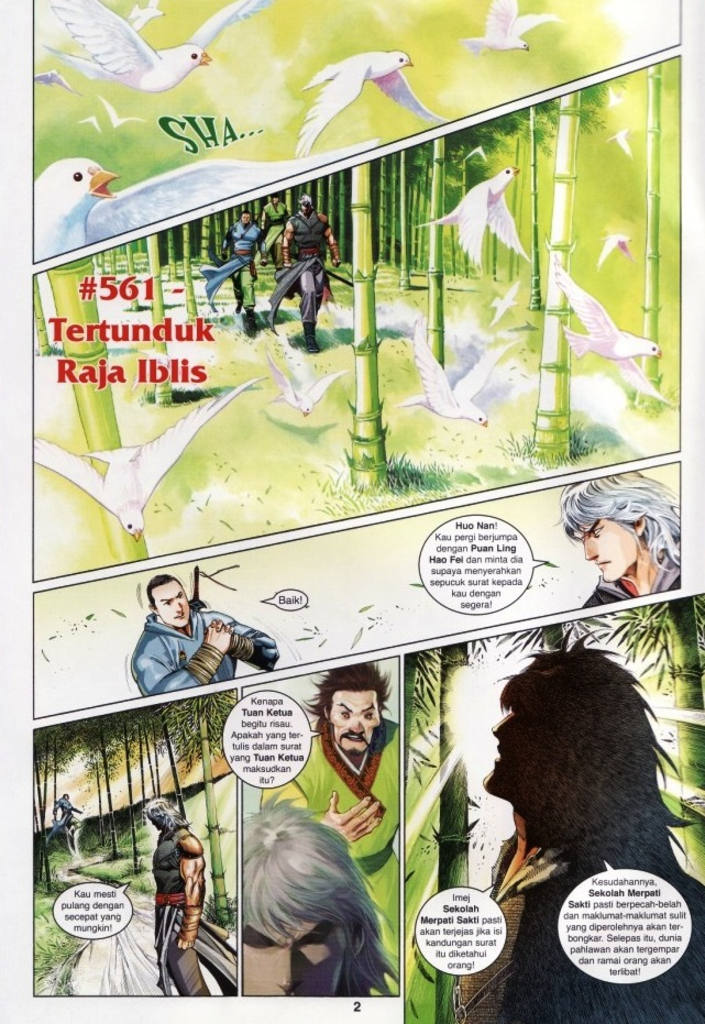 SHA...
#561 -
Tertunduk
Raja Iblis
Huo Nan!
Kau pergi berjumpa
dengan Puan Ling
Hao Fei dan minta dia
supaya menyerahkan
sepucuk surat kepada
kau dengan
segera!
Baik!
Kau mesti
pulang dengan
secepat yang
mungkin!
Kenapa
Tuan Ketua
begitu risau.
Apakah yang ter-
tulis dalam surat
yang Tuan Ketua
maksudkan
itu?
Imej
Sekolah
Merpati Sakti pasti
akan terjejas jika isi
kandungan surat
itu diketahui
orang!
Kesudahannya,
Sekolah Merpati
Sakti pasti berpecah-belah
dan maklumat-maklumat sulit
yang diperolehnya akan ter-
bongkar. Selepas itu, dunia
pahlawan akan tergempar
dan ramai orang akan
terlibat!
2